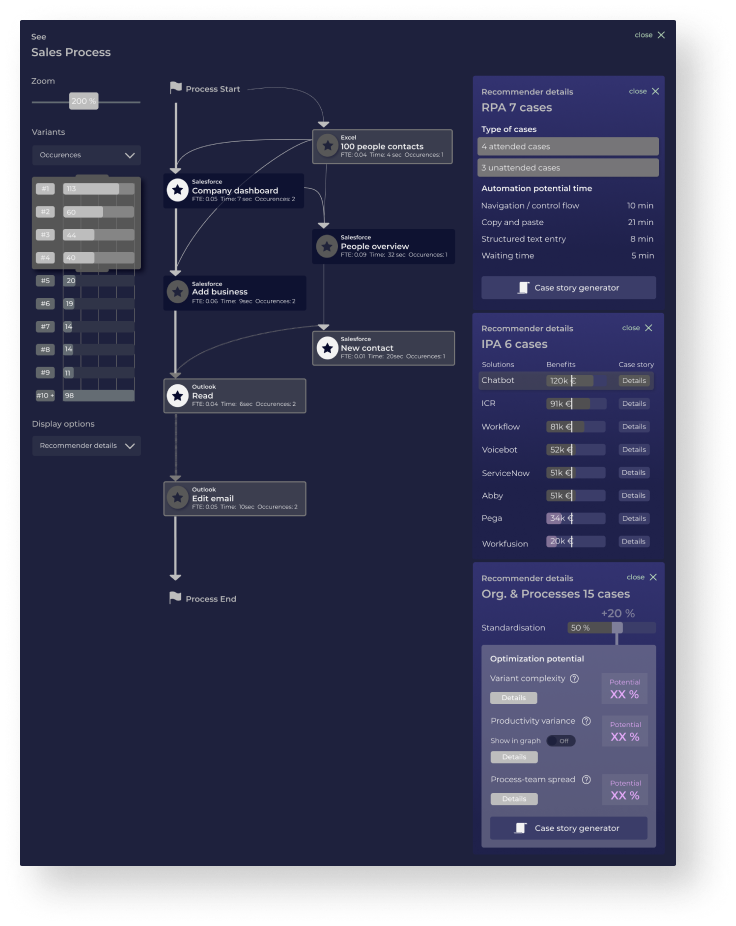 See
close
Sales Process
Zoom
200 %
Variants
Occurences
#1 113
#2 60
#3 44
#4 40
#5 20
#6 19
#7 14
#8 14
#9 11
#10 + 98
Display options
Recommender details
Process Start
Excel
100 people contacts
FTE: 0.04 Time: 4 sec Occurences: 1
Salesforce
Company dashboard
FTE: 0.05 Time: 7 sec Occurences: 2
Salesforce
People overview
FTE: 0.09 Time: 32 sec Occurences: 1
Salesforce
Add business
FTE: 0.06 Time: 9sec Occurences: 2
Salesforce
New contact
FTE: 0.01 Time: 20sec Occurences: 1
Outlook
Read
FTE: 0.04 Time: 6sec Occurences: 2
Outlook
Edit email
FTE: 0.05 Time: 10sec Occurences: 2
Process End
Recommender details close
RPA 7 cases
Type of cases
4 attended cases
3 unattended cases
Automation potential time
Navigation / control flow 10 min
Copy and paste 21 min
Structured text entry 8 min
Waiting time 5 min
Case story generator
Recommender details close
IPA 6 cases
Solutions Benefits Case story
Chatbot 120k € Details
ICR 91k € Details
Workflow 81k € Details
Voicebot 52k € Details
ServiceNow 51k € Details
Abby 51k € Details
Pega 34k € Details
Workfusion 20k € Details
Recommender details close
Org. & Processes 15 cases
+20 %
Standardisation 50 %
Optimization potential
Variant complexity ?
Details
Potential
XX %
Productivity variance ?
Show in graph Off
Details
Potential
XX %
Process-team spread ?
Details
Potential
XX %
Case story generator